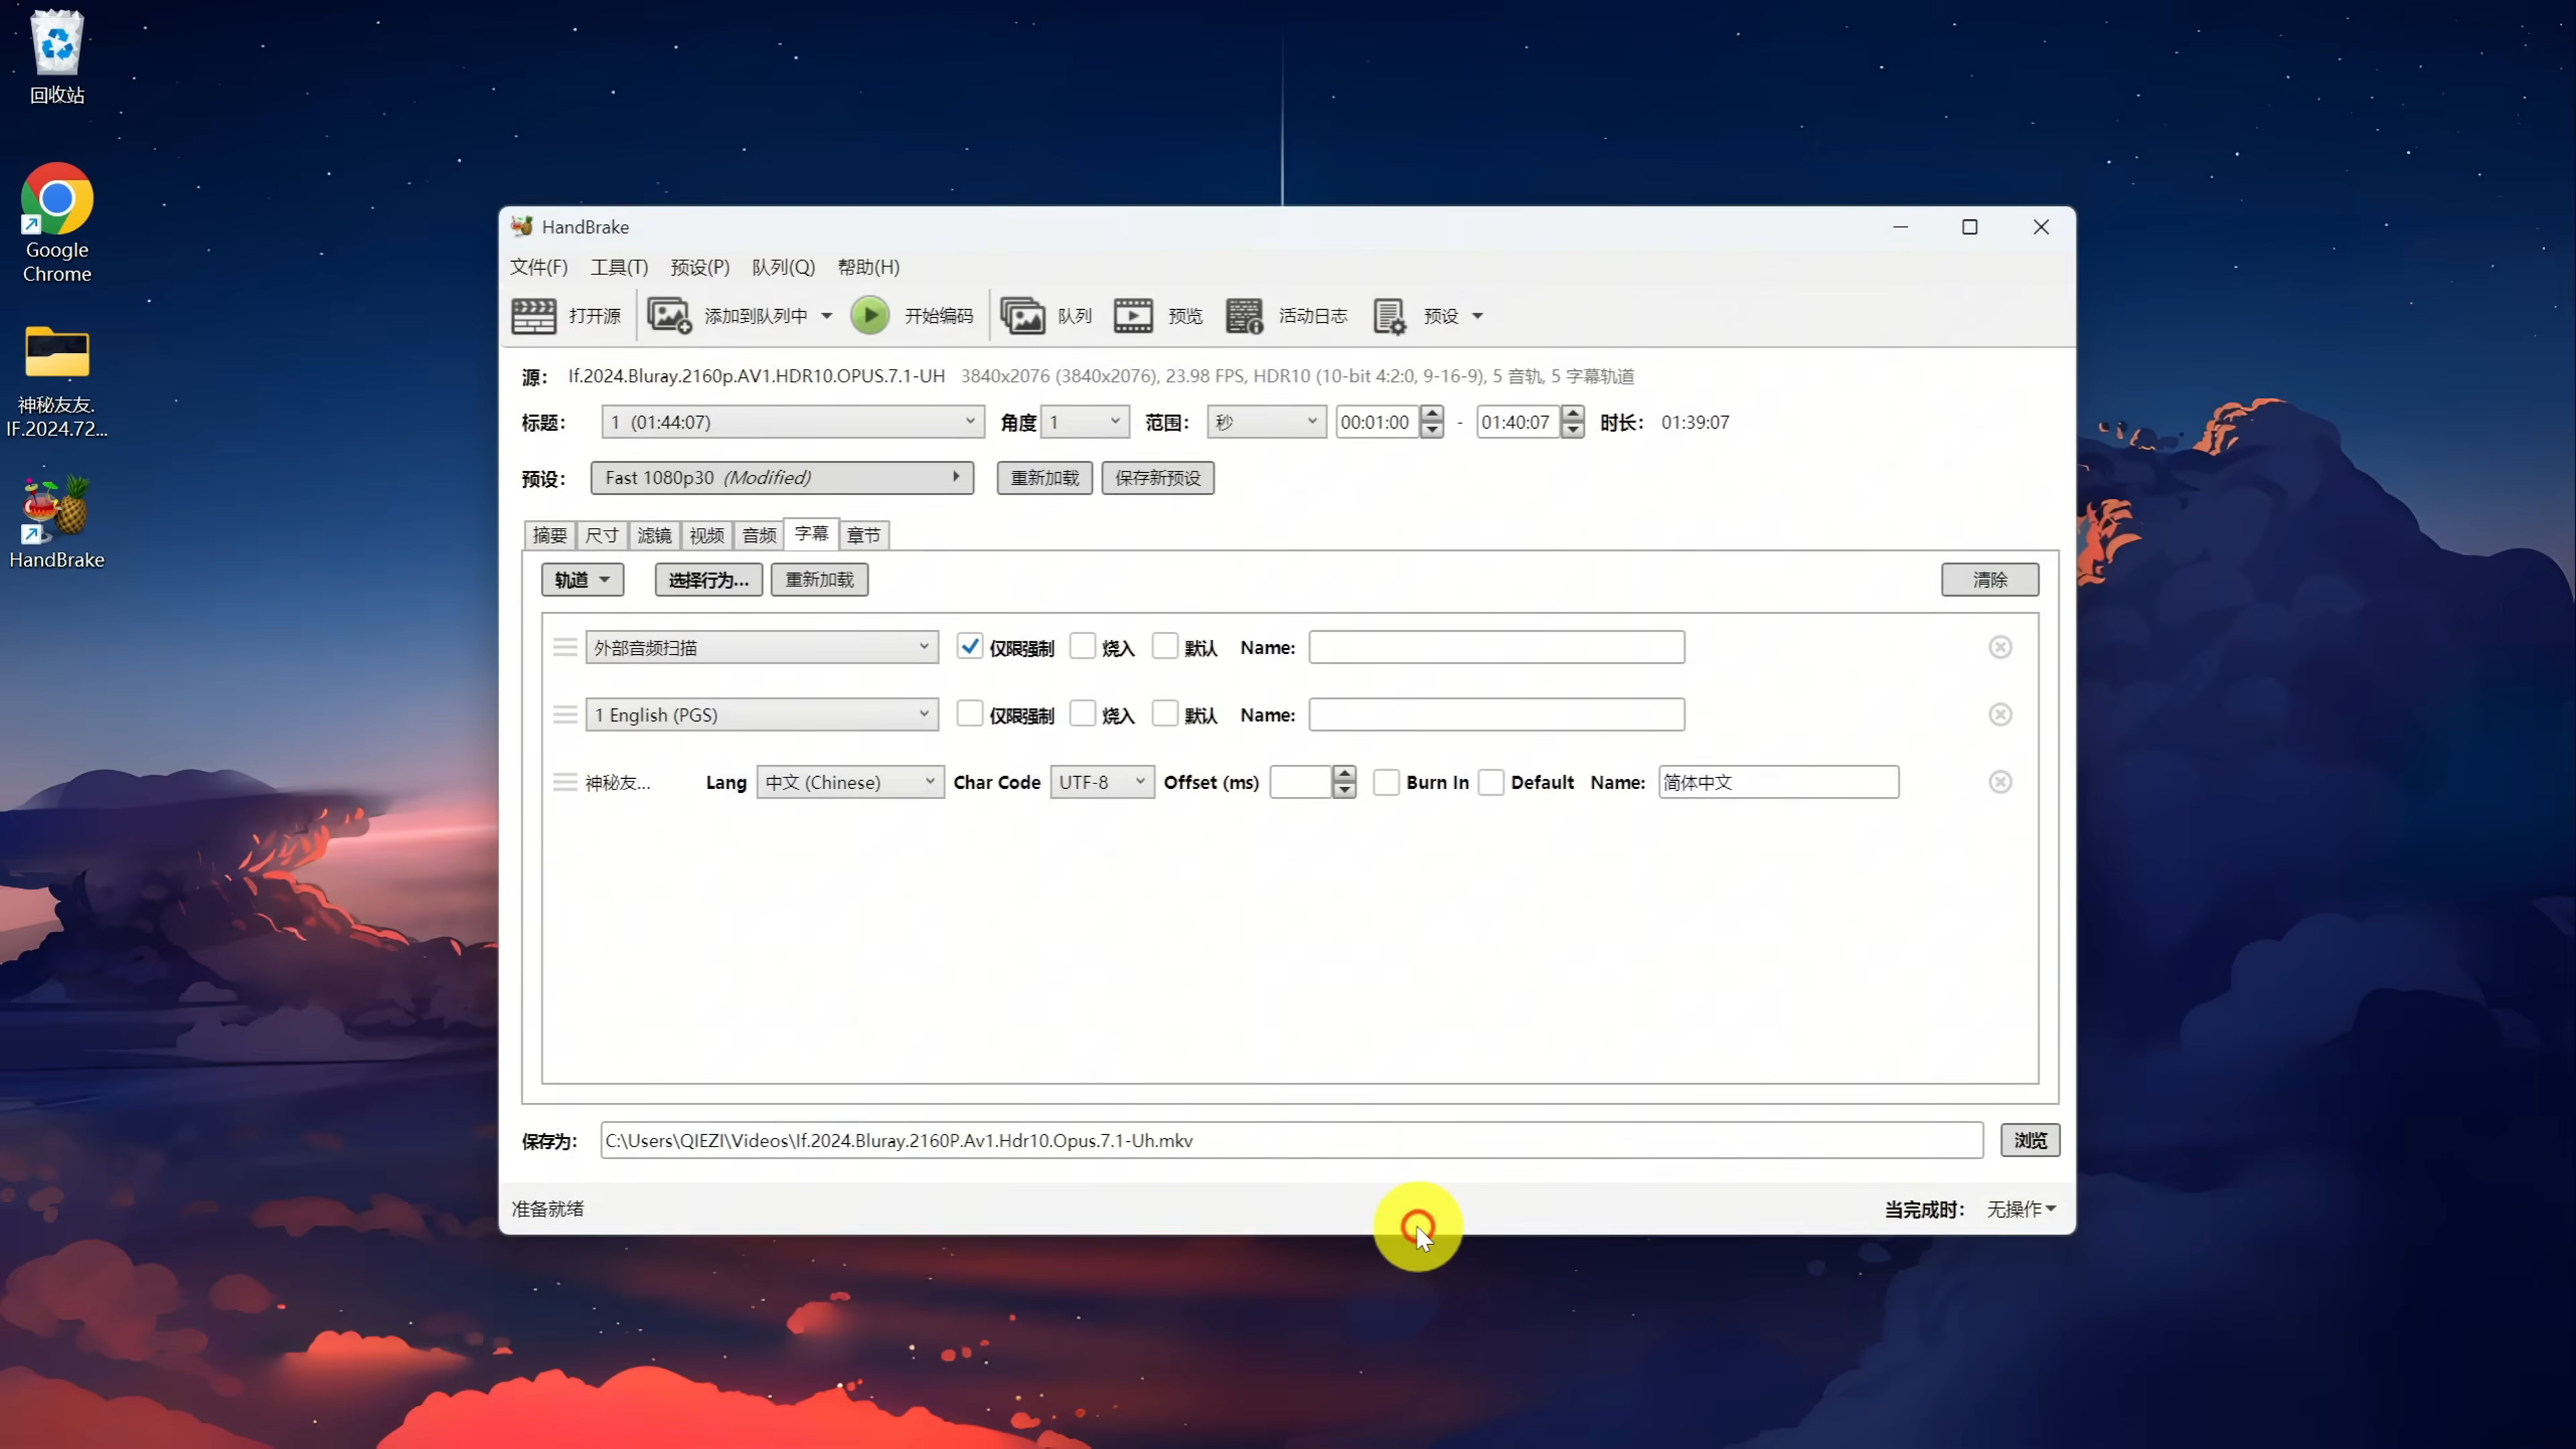 回收站
Google
Chrome
神秘友友.
IF.2024.72...
HandBrake
HandBrake
文件(F) 工具(T) 预设(P) 队列(Q) 帮助(H)
打开源 添加到队列中 开始编码 队列 预览 活动日志 预设
源： If.2024.Bluray.2160p.AV1.HDR10.OPUS.7.1-UH 3840x2076 (3840x2076), 23.98 FPS, HDR10 (10-bit 4:2:0, 9-16-9), 5 音轨, 5 字幕轨道
标题： 1 (01:44:07) 角度 1 范围： 秒 00:01:00 - 01:40:07 时长： 01:39:07
预设： Fast 1080p30 (Modified) 重新加载 保存新预设
摘要 尺寸 滤镜 视频 音频 字幕 章节
轨道 选择行为... 重新加载 清除
外部音频扫描 仅限强制 烧入 默认 Name:
1 English (PGS) 仅限强制 烧入 默认 Name:
神秘友... Lang 中文 (Chinese) Char Code UTF-8 Offset (ms) Burn In Default Name: 简体中文
保存为： C:\Users\QIEZI\Videos\If.2024.Bluray.2160P.Av1.Hdr10.Opus.7.1-Uh.mkv 浏览
准备就绪 当完成时： 无操作